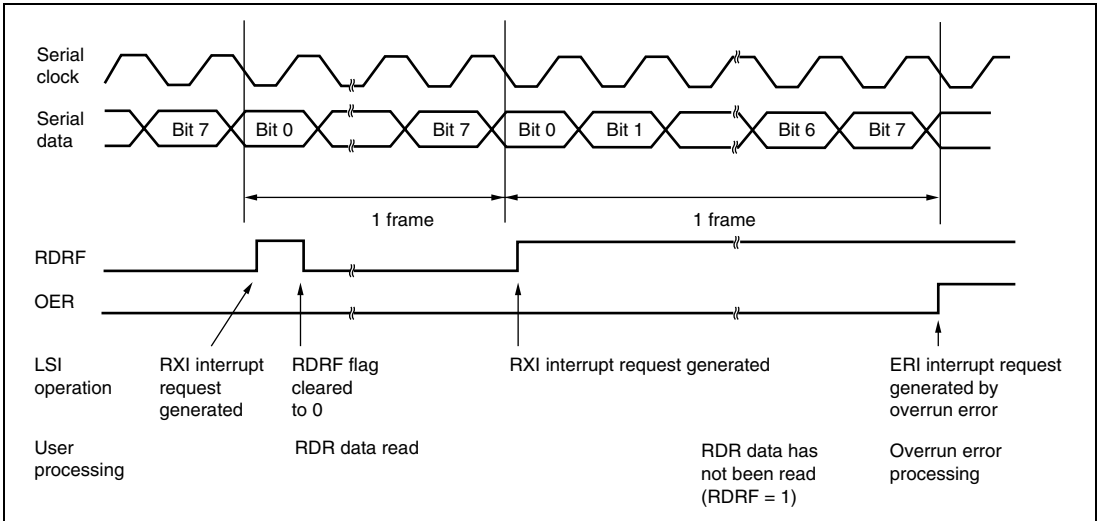 Serial
clock
Serial
data
Bit 7
Bit 0
Bit 7
Bit 0
Bit 1
Bit 6
Bit 7
1 frame
1 frame
RDRF
OER
LSI
operation
RXI interrupt
request
generated
RDRF flag
cleared
to 0
RXI interrupt request generated
ERI interrupt request
generated by
overrun error
User
processing
RDR data read
RDR data has
not been read
(RDRF = 1)
Overrun error
processing